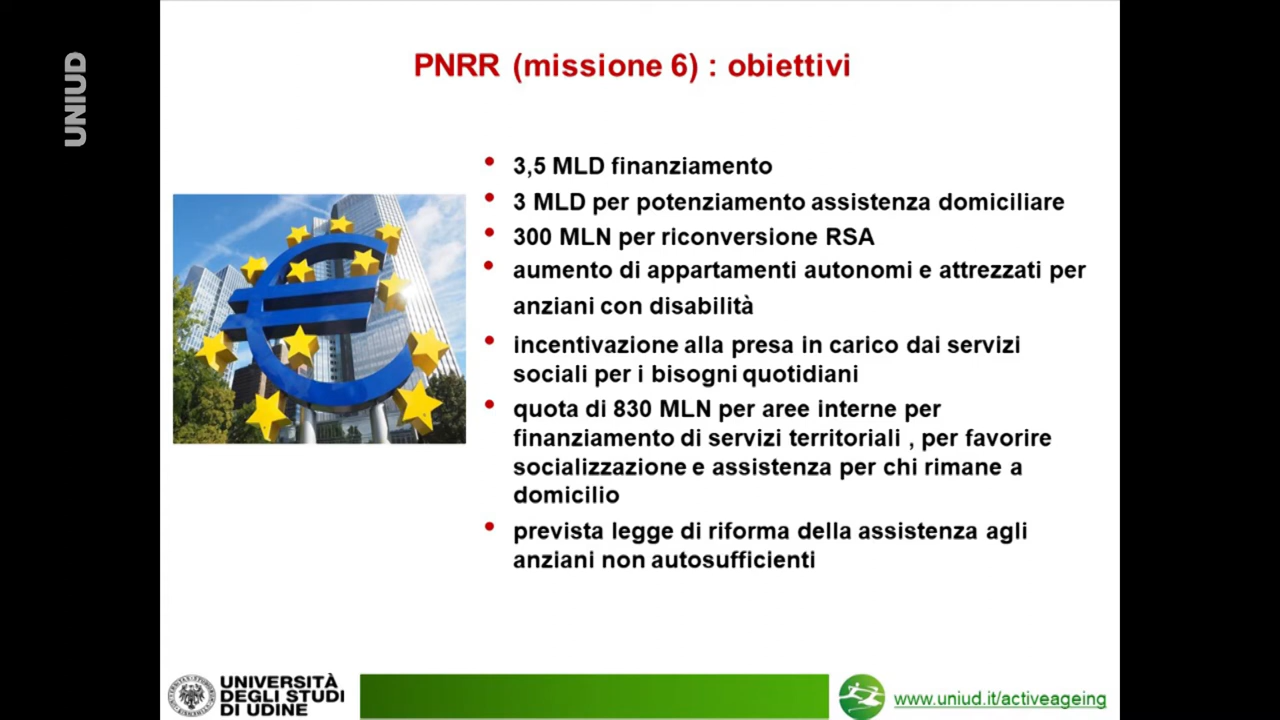 UNIUD
PNRR (missione 6) : obiettivi
• 3,5 MLD finanziamento
• 3 MLD per potenziamento assistenza domiciliare
• 300 MLN per riconversione RSA
• aumento di appartamenti autonomi e attrezzati per
anziani con disabilità
• incentivazione alla presa in carico dai servizi
sociali per i bisogni quotidiani
• quota di 830 MLN per aree interne per
finanziamento di servizi territoriali , per favorire
socializzazione e assistenza per chi rimane a
domicilio
• prevista legge di riforma della assistenza agli
anziani non autosufficienti
UNIVERSITÀ
DEGLI STUDI
DI UDINE
www.uniud.it/activeageing